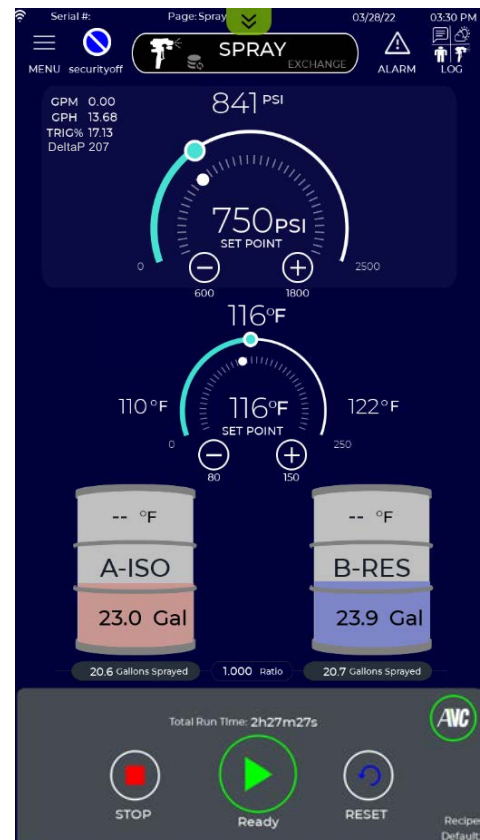 Serial #: Page: Spray 03/28/22 03:30 PM
MENU securityoff SPRAY EXCHANGE ALARM LOG
GPM 0.00
GPH 13.68
TRIG% 17.13
DeltaP 207
841 PSI
750 PSI
SET POINT
0 2500
600 1800
116°F
110°F 116°F 122°F
SET POINT
0 250
80 150
-- °F -- °F
A-ISO B-RES
23.0 Gal 23.9 Gal
20.6 Gallons Sprayed 1.000 Ratio 20.7 Gallons Sprayed
Total Run Time: 2h27m27s
AVC
STOP Ready RESET
Recipe
Default: